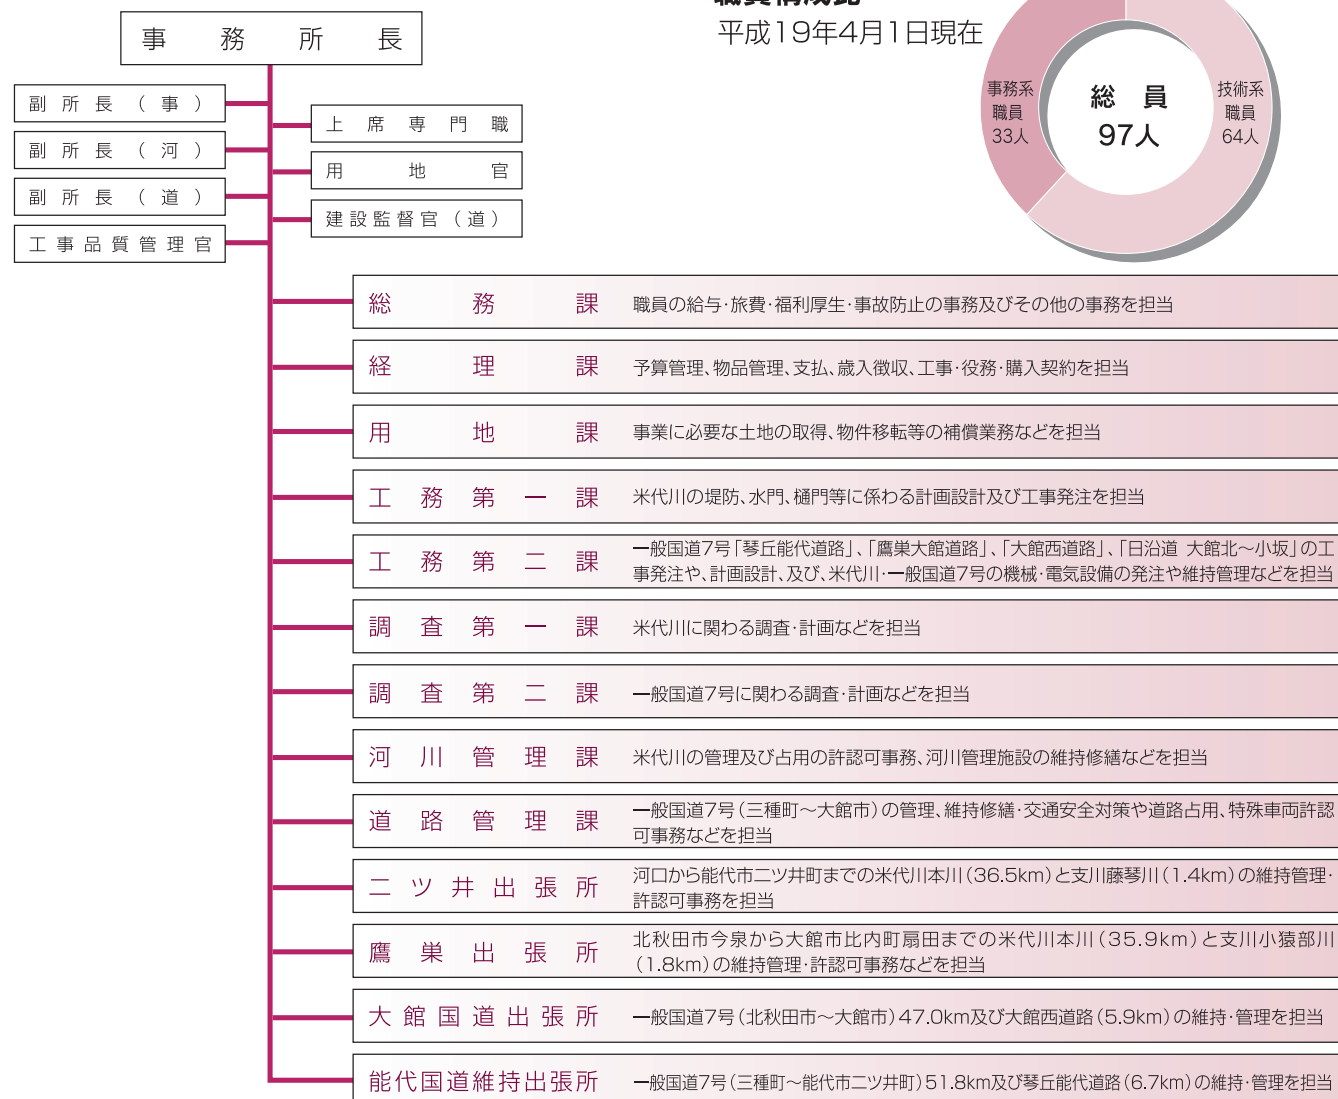 職員構成比
平成19年4月1日現在
事務所長
副所長（事）
副所長（河）
副所長（道）
工事品質管理官
上席専門職
用地官
建設監督官（道）
事務系
職員
33人
総員
97人
技術系
職員
64人
総務課 職員の給与・旅費・福利厚生・事故防止の事務及びその他の事務を担当
経理課 予算管理、物品管理、支払、歳入徴収、工事・役務・購入契約を担当
用地課 事業に必要な土地の取得、物件移転等の補償業務などを担当
工務第一課 米代川の堤防、水門、樋門等に係わる計画設計及び工事発注を担当
工務第二課 一般国道7号「琴丘能代道路」、「鷹巣大館道路」、「大館西道路」、「日沿道 大館北～小坂」の工
事発注や、計画設計、及び、米代川・一般国道7号の機械・電気設備の発注や維持管理などを担当
調査第一課 米代川に関わる調査・計画などを担当
調査第二課 一般国道7号に関わる調査・計画などを担当
河川管理課 米代川の管理及び占用の許認可事務、河川管理施設の維持修繕などを担当
道路管理課 一般国道7号（三種町～大館市）の管理、維持修繕・交通安全対策や道路占用、特殊車両許認
可事務などを担当
二ツ井出張所 河口から能代市二ツ井町までの米代川本川（36.5km）と支川藤琴川（1.4km）の維持管理・
許認可事務を担当
鷹巣出張所 北秋田市今泉から大館市比内町扇田までの米代川本川（35.9km）と支川小猿部川
（1.8km）の維持管理・許認可事務などを担当
大館国道出張所 一般国道7号（北秋田市～大館市）47.0km及び大館西道路（5.9km）の維持・管理を担当
能代国道維持出張所 一般国道7号（三種町～能代市二ツ井町）51.8km及び琴丘能代道路（6.7km）の維持・管理を担当